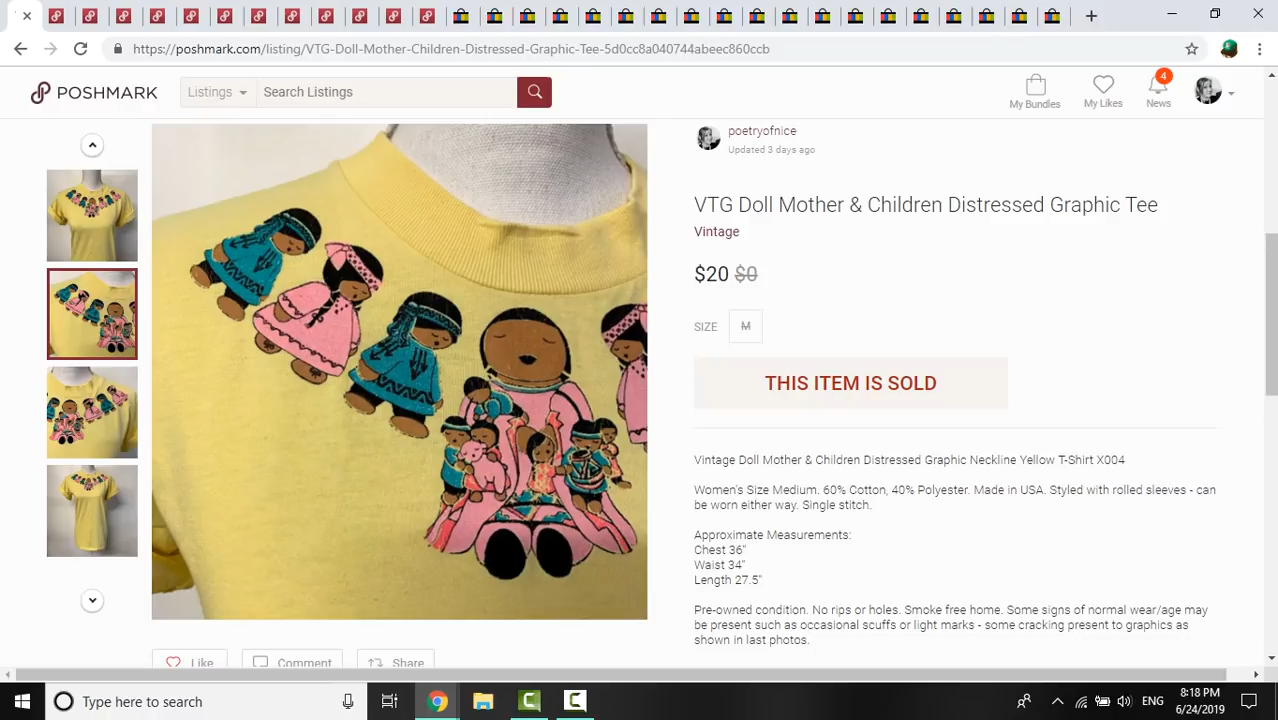 https://poshmark.com/listing/VTG-Doll-Mother-Children-Distressed-Graphic-Tee-5d0cc8a040744abeec860ccb
POSHMARK
Listings
Search Listings
My Bundles
My Likes
4
News
poetryofnice
Updated 3 days ago
VTG Doll Mother & Children Distressed Graphic Tee
Vintage
$20 $0
SIZE M
THIS ITEM IS SOLD
Vintage Doll Mother & Children Distressed Graphic Neckline Yellow T-Shirt X004
Women's Size Medium. 60% Cotton, 40% Polyester. Made in USA. Styled with rolled sleeves - can
be worn either way. Single stitch.
Approximate Measurements:
Chest 36"
Waist 34"
Length 27.5"
Pre-owned condition. No rips or holes. Smoke free home. Some signs of normal wear/age may
be present such as occasional scuffs or light marks - some cracking present to graphics as
shown in last photos.
Like
Comment
Share
Type here to search
ENG
8:18 PM
6/24/2019